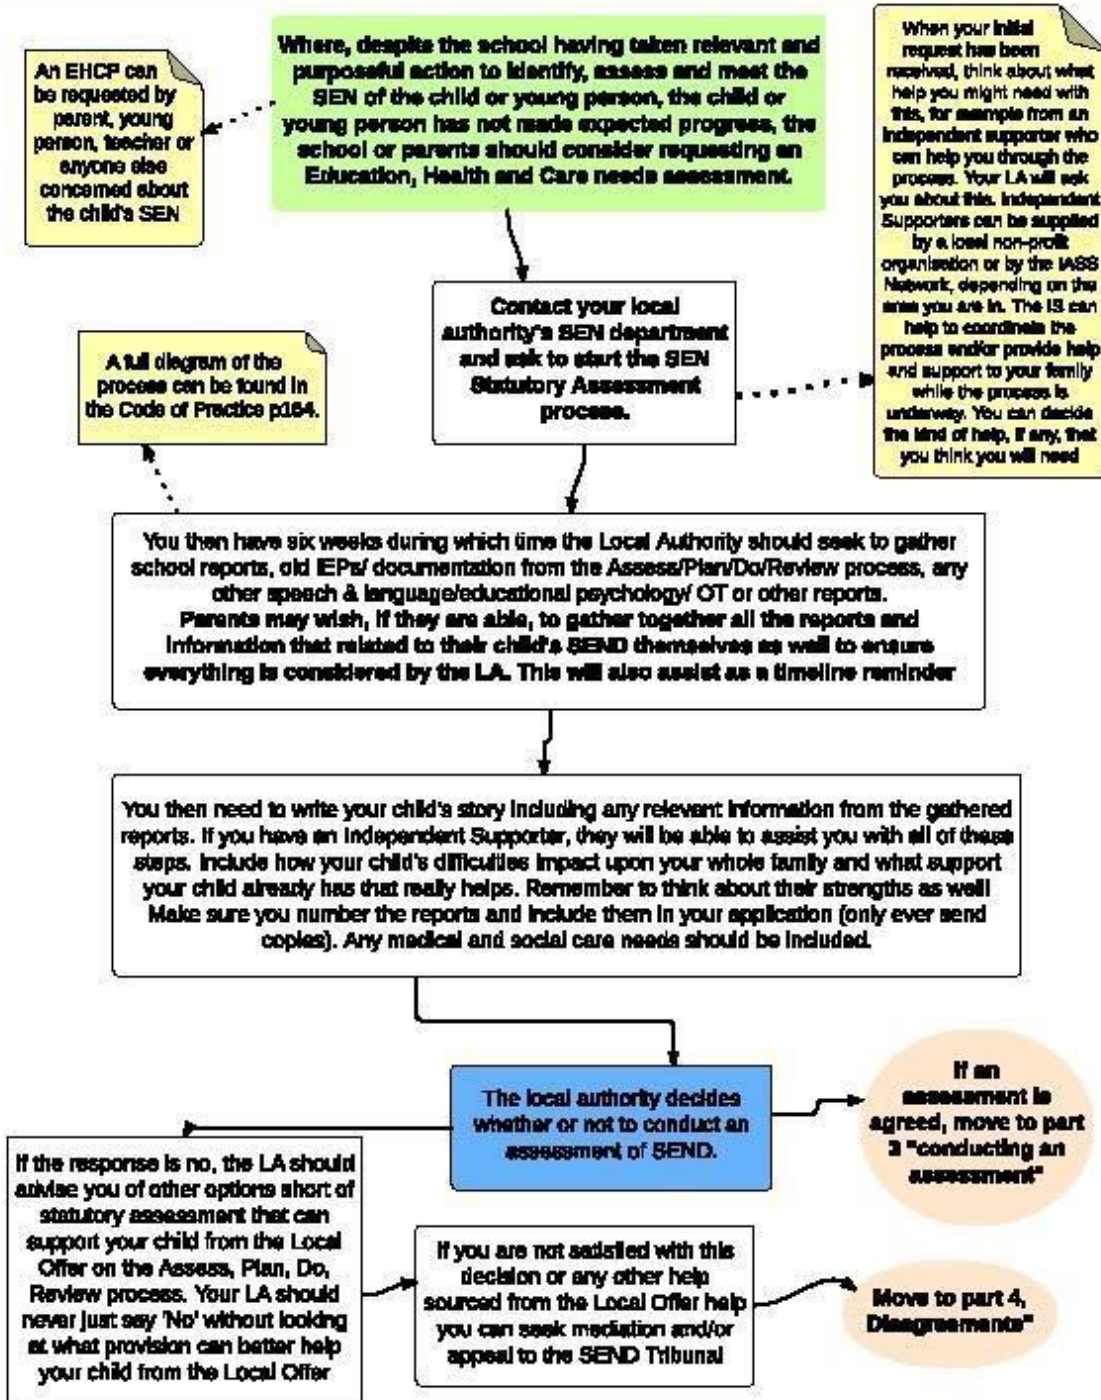 An EHCP can
be requested by
parent, young
person, teacher or
anyone else
concerned about
the child's SEN
Where, despite the school having taken relevant and
purposeful action to identify, assess and meet the
SEN of the child or young person, the child or
young person has not made expected progress, the
school or parents should consider requesting an
Education, Health and Care needs assessment.
When your initial
request has been
received, think about what
help you might need with
this, for example from an
independent supporter who
can help you through the
process. Your LA will ask
you about this. Independent
Supporters can be supplied
by a local non-profit
organisation or by the IASS
Network, depending on the
area you are in. The IS can
help to coordinate the
process and/or provide help
and support to your family
while the process is
underway. You can decide
the kind of help, if any, that
you think you will need
Contact your local
authority's SEN department
and ask to start the SEN
Statutory Assessment
process.
A full diagram of the
process can be found in
the Code of Practice p154.
You then have six weeks during which time the Local Authority should seek to gather
school reports, old IEPs/ documentation from the Assess/Plan/Do/Review process, any
other speech & language/educational psychology/ OT or other reports.
Parents may wish, if they are able, to gather together all the reports and
information that related to their child's SEND themselves as well to ensure
everything is considered by the LA. This will also assist as a timeline reminder
You then need to write your child's story including any relevant information from the gathered
reports. If you have an Independent Supporter, they will be able to assist you with all of these
steps. Include how your child's difficulties impact upon your whole family and what support
your child already has that really helps. Remember to think about their strengths as well!
Make sure you number the reports and include them in your application (only ever send
copies). Any medical and social care needs should be included.
The local authority decides
whether or not to conduct an
assessment of SEND.
If an
assessment is
agreed, move to part
3 "conducting an
assessment"
If the response is no, the LA should
advise you of other options short of
statutory assessment that can
support your child from the Local
Offer on the Assess, Plan, Do,
Review process. Your LA should
never just say 'No' without looking
at what provision can better help
your child from the Local Offer
If you are not satisfied with this
decision or any other help
sourced from the Local Offer help
you can seek mediation and/or
appeal to the SEND Tribunal
Move to part 4,
Disagreements"